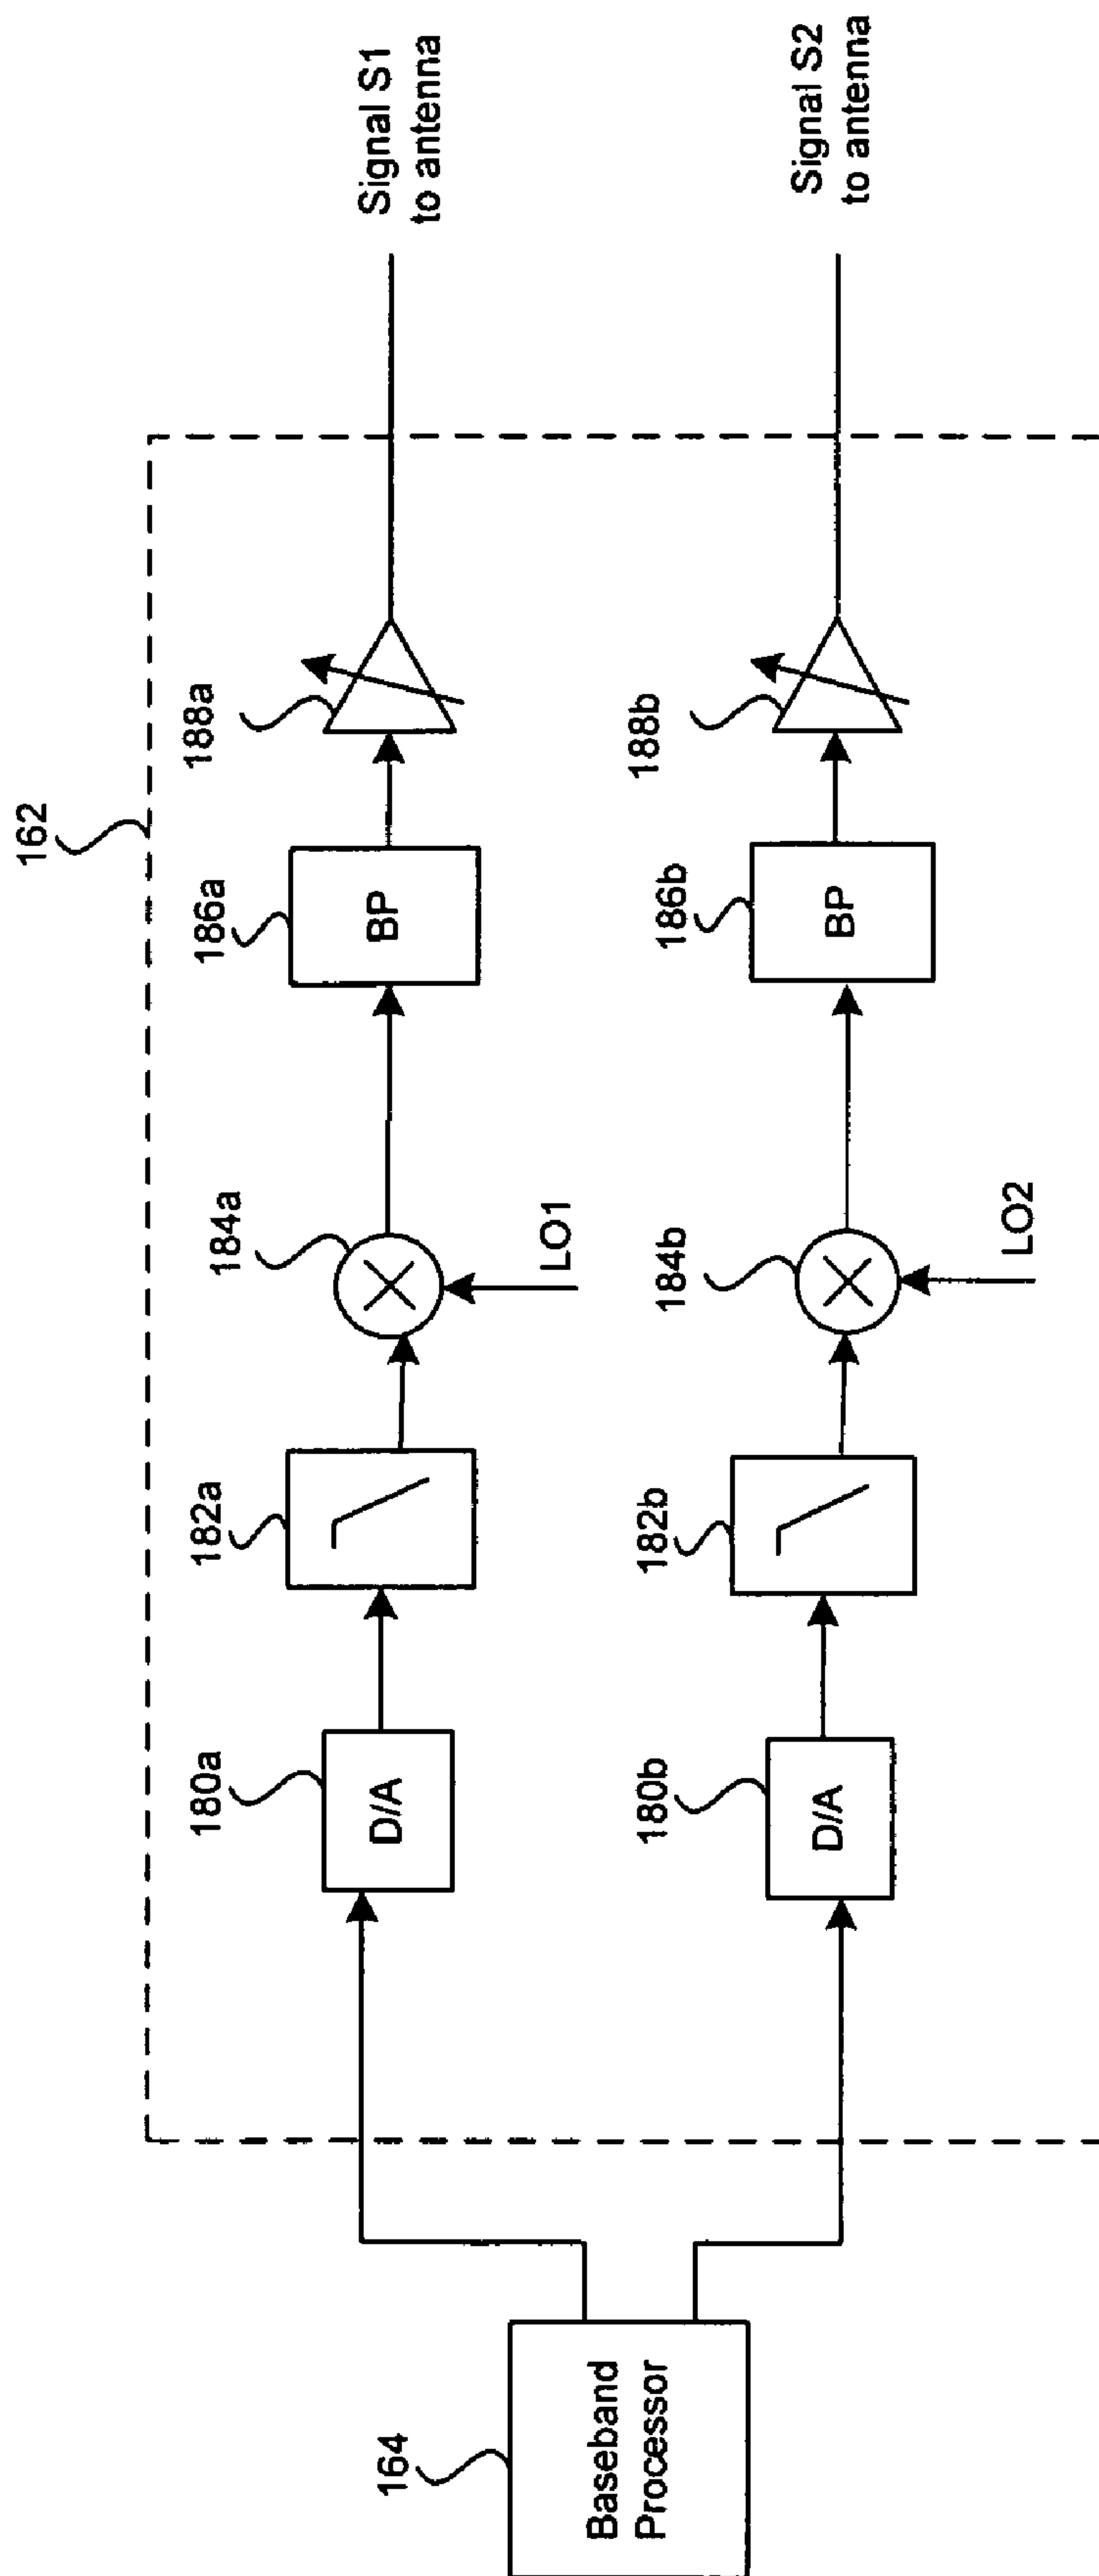 162
164
Baseband
Processor
180a
D/A
182a
184a
LO1
186a
BP
188a
Signal S1
to antenna
180b
D/A
182b
184b
LO2
186b
BP
188b
Signal S2
to antenna